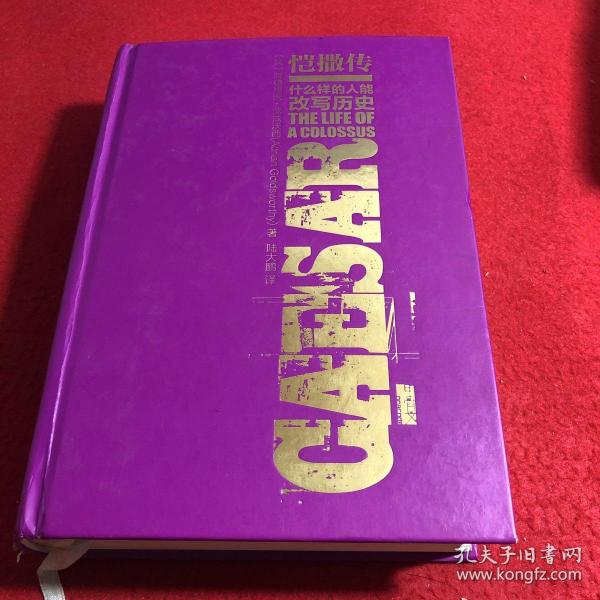 恺撒传
什么样的人能
改写历史
THE LIFE OF
A COLOSSUS
CAESAR
Adrian Goldsworthy) 著
陆大鹏 译
孔夫子旧书网
www.kongfz.com